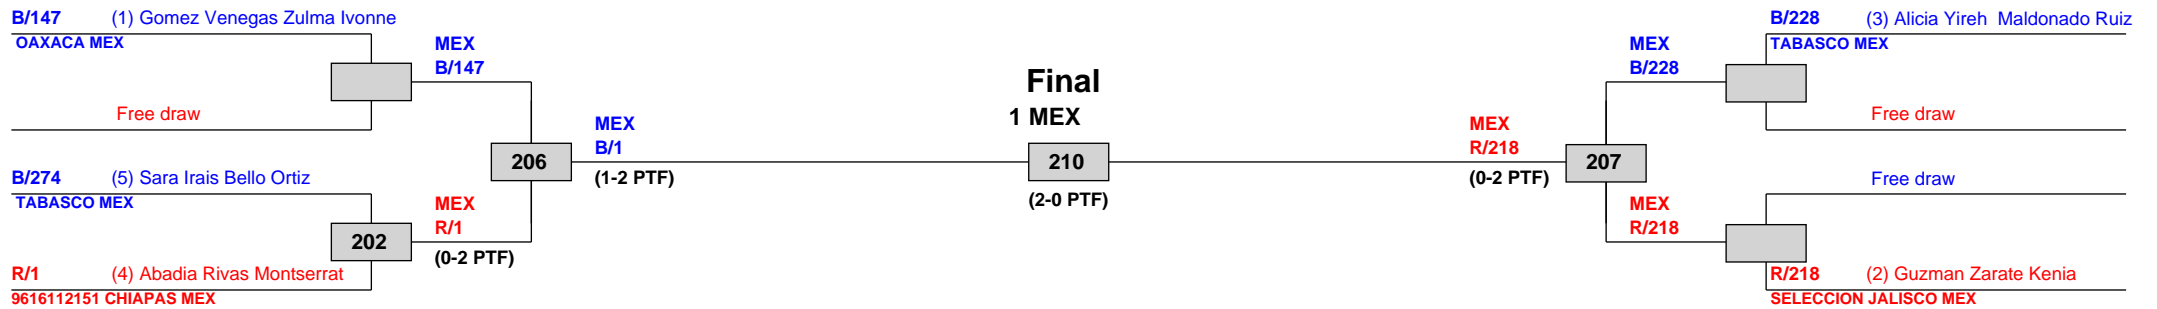 B/147 (1) Gomez Venegas Zulma Ivonne
OAXACA MEX
MEX
B/147
Free draw
B/274 (5) Sara Irais Bello Ortiz
TABASCO MEX
202
R/1 (4) Abadia Rivas Montserrat
9616112151 CHIAPAS MEX
MEX
R/1
(0-2 PTF)
206
MEX
B/1
(1-2 PTF)
Final
1 MEX
210
(2-0 PTF)
MEX
R/218
(0-2 PTF)
207
MEX
B/228
MEX
R/218
B/228 (3) Alicia Yireh Maldonado Ruiz
TABASCO MEX
Free draw
Free draw
R/218 (2) Guzman Zarate Kenia
SELECCION JALISCO MEX